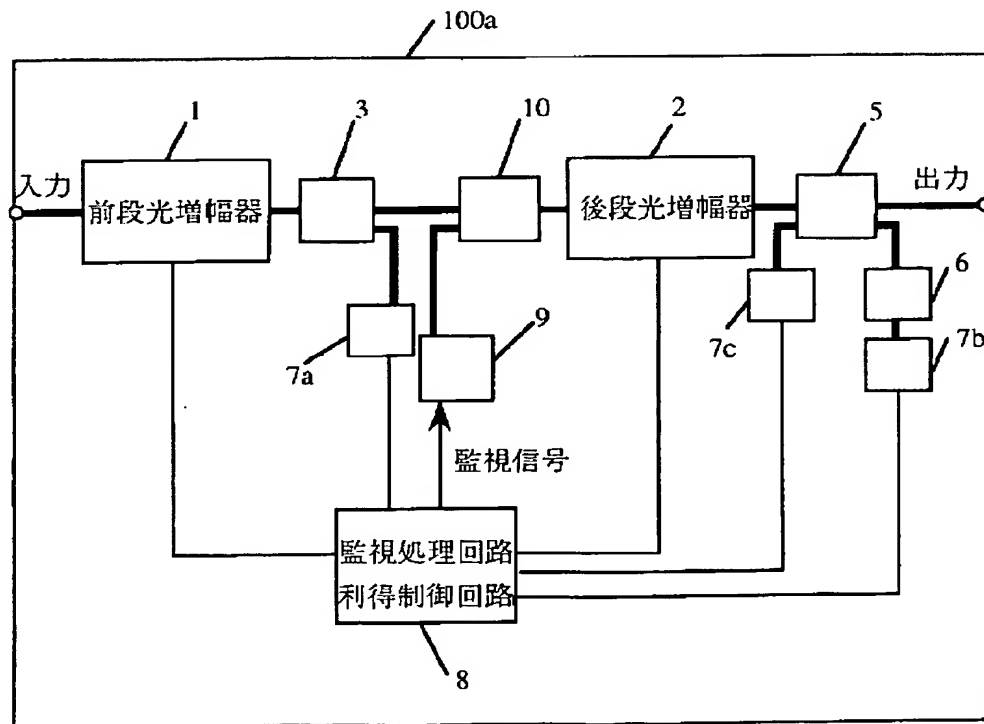 100a
1
3
10
2
5
入力
前段光増幅器
後段光増幅器
出力
6
7a
9
7c
7b
監視信号
監視処理回路
利得制御回路
8